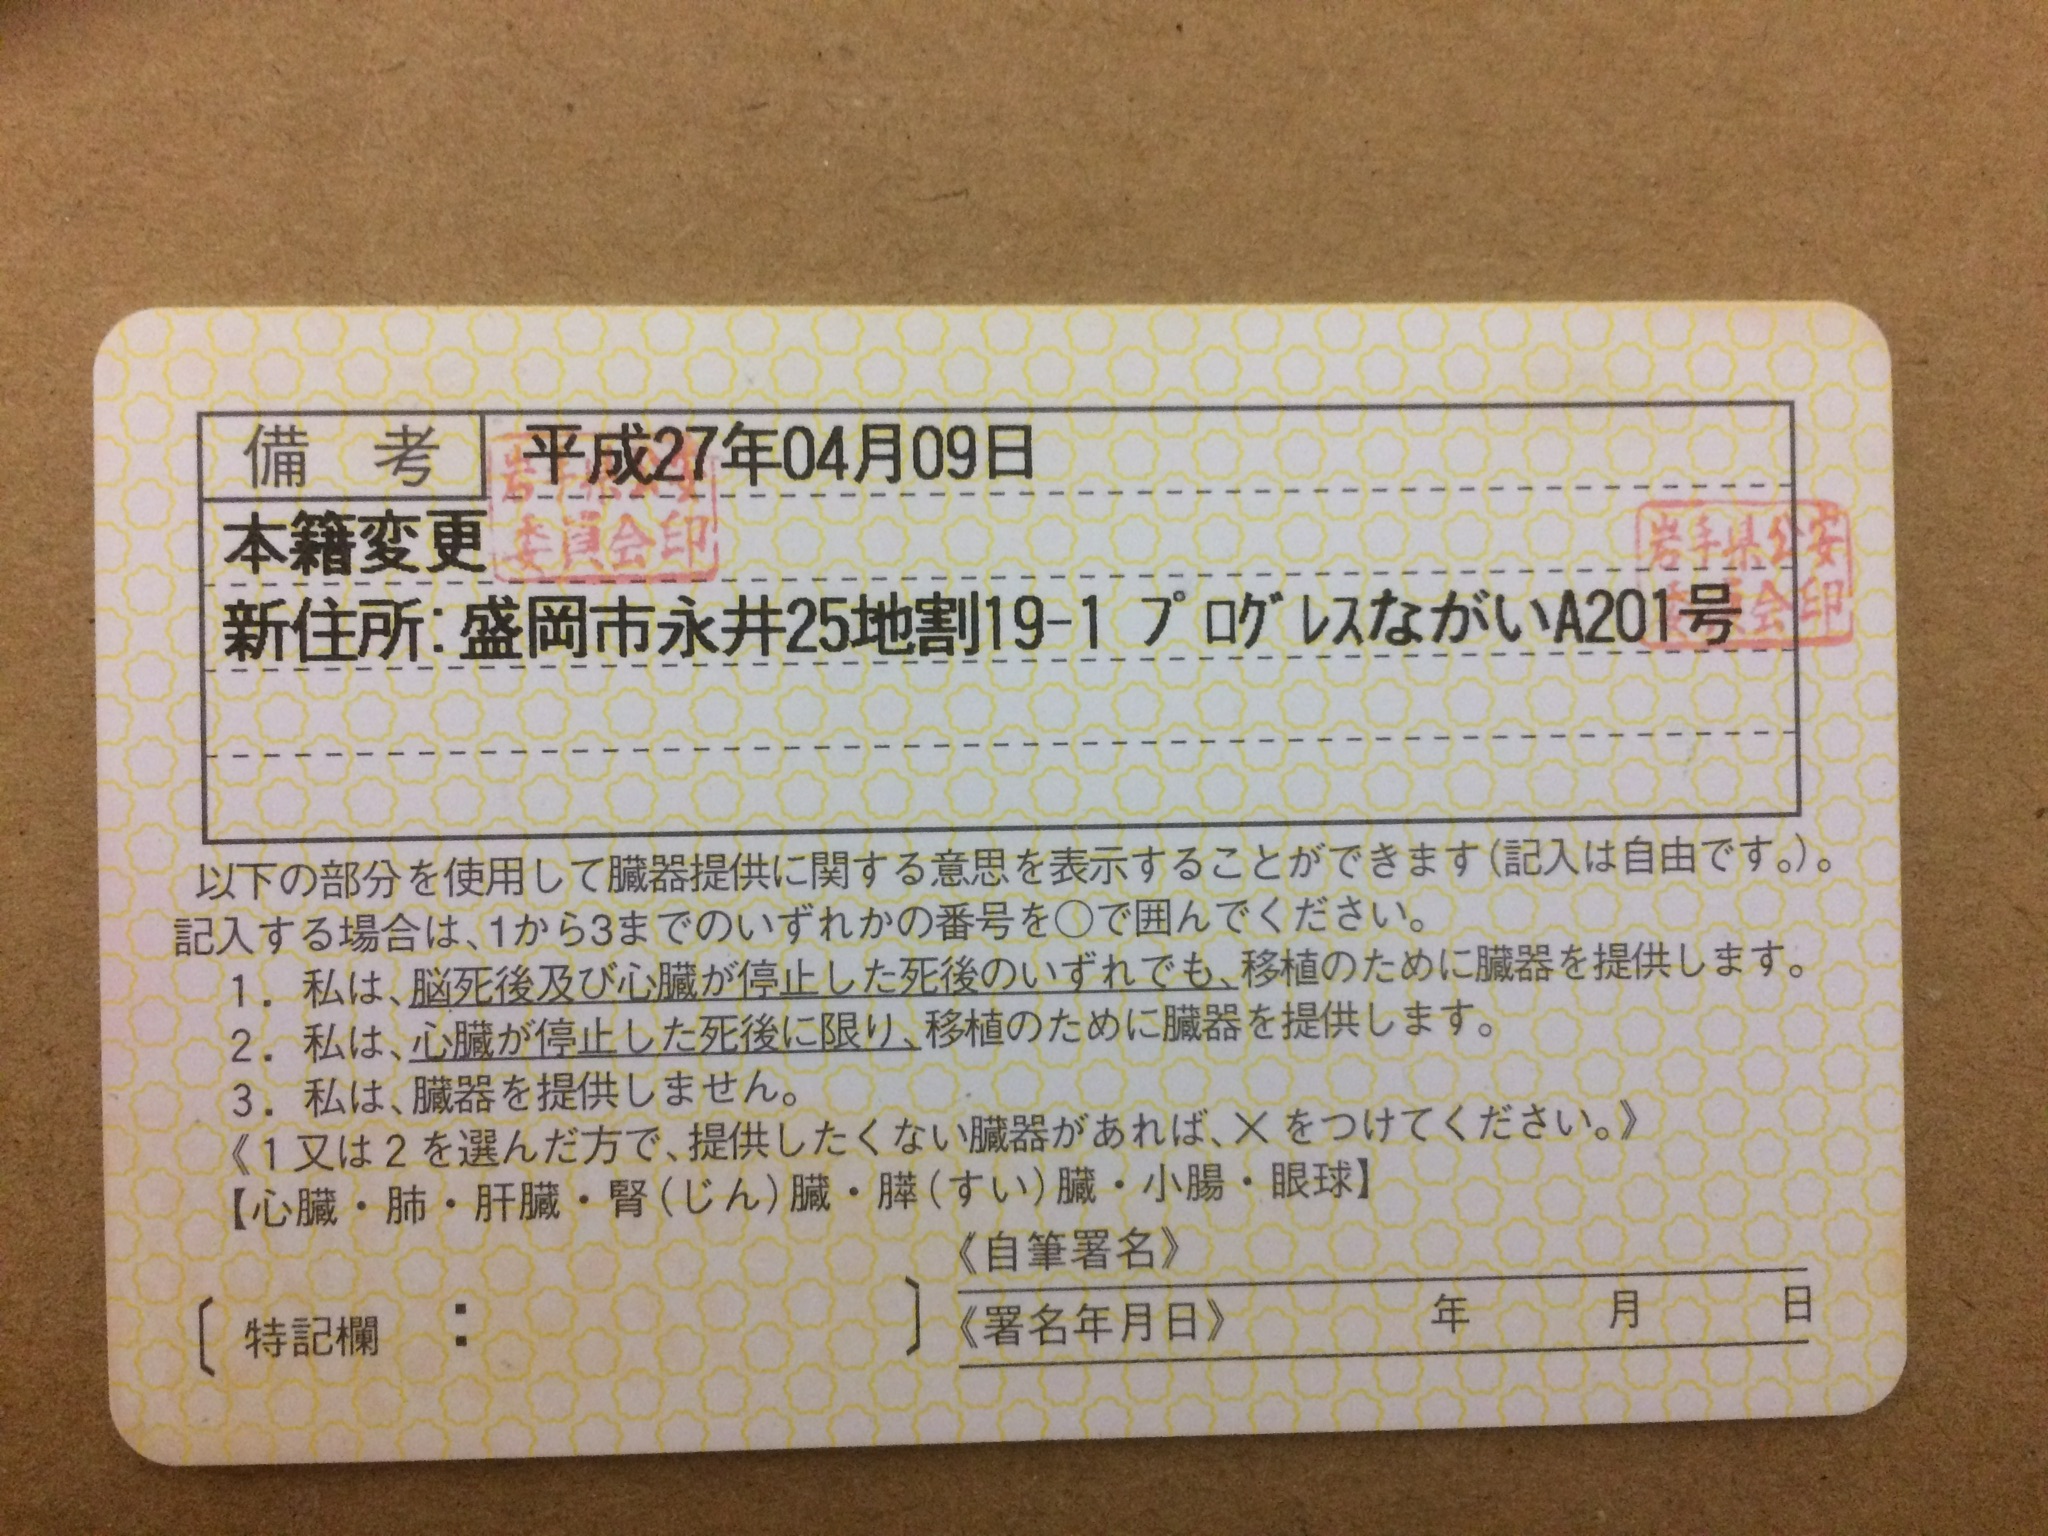 備考 平成27年04月09日
岩手県公安
委員会印
本籍変更
岩手県公安
委員会印
新住所:盛岡市永井25地割19-1 プログレスながいA201号
以下の部分を使用して臓器提供に関する意思を表示することができます(記入は自由です。)。
記入する場合は、1から3までのいずれかの番号を○で囲んでください。
1. 私は、脳死後及び心臓が停止した死後のいずれでも、移植のために臓器を提供します。
2. 私は、心臓が停止した死後に限り、移植のために臓器を提供します。
3. 私は、臓器を提供しません。
《1又は2を選んだ方で、提供したくない臓器があれば、×をつけてください。》
【心臓・肺・肝臓・腎(じん)臓・膵(すい)臓・小腸・眼球】
《自筆署名》
〔特記欄 : 〕
《署名年月日》 年 月 日